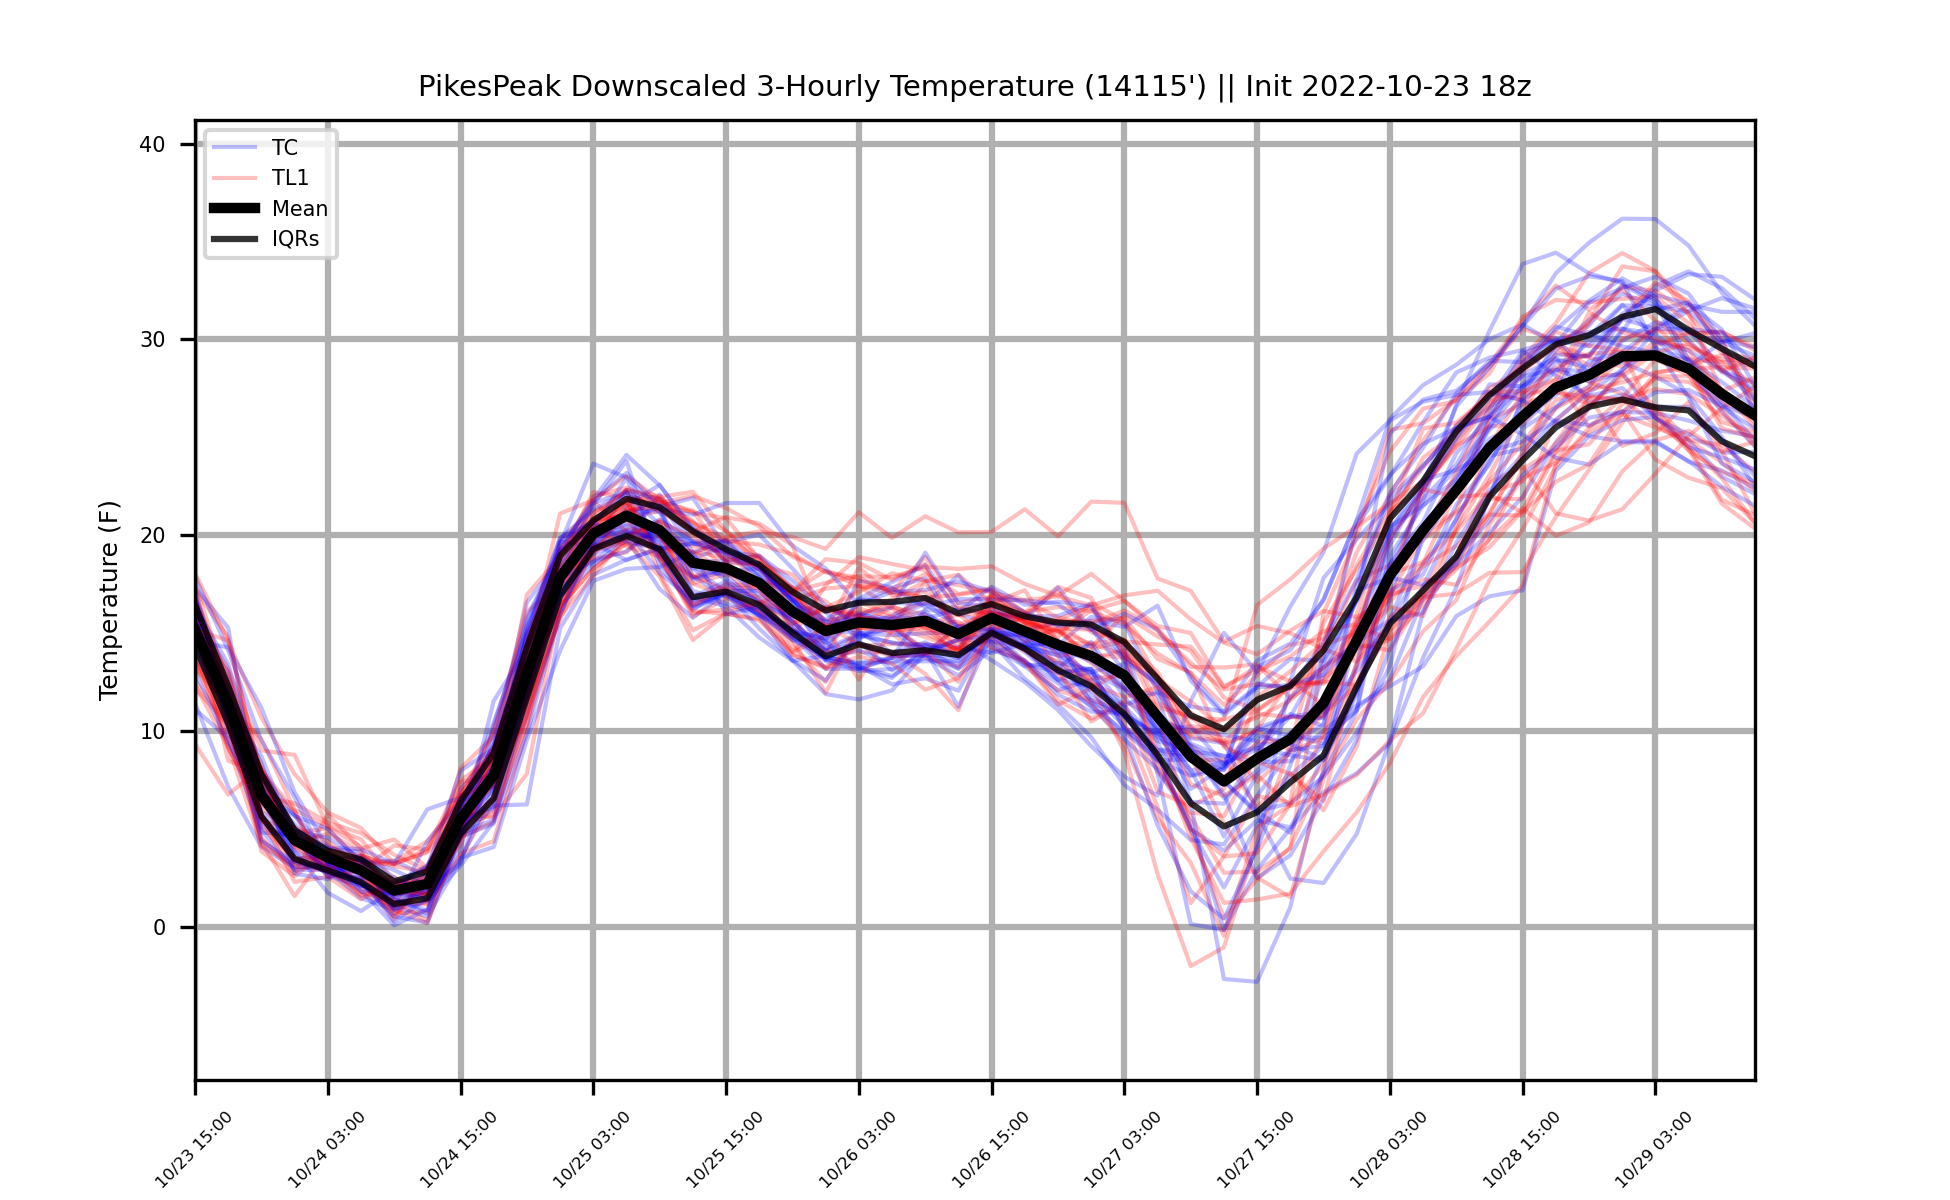 PikesPeak Downscaled 3-Hourly Temperature (14115') || Init 2022-10-23 18z
TC
TL1
Mean
IQRs
Temperature (F)
40
30
20
10
0
10/23 15:00
10/24 03:00
10/24 15:00
10/25 03:00
10/25 15:00
10/26 03:00
10/26 15:00
10/27 03:00
10/27 15:00
10/28 03:00
10/28 15:00
10/29 03:00